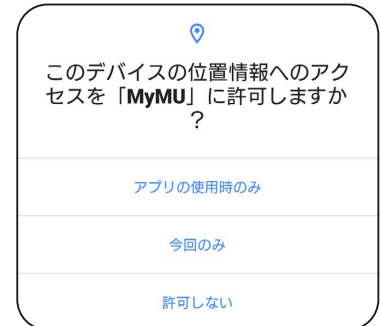 このデバイスの位置情報へのアク
セスを「MyMU」に許可しますか
？
アプリの使用時のみ
今回のみ
許可しない